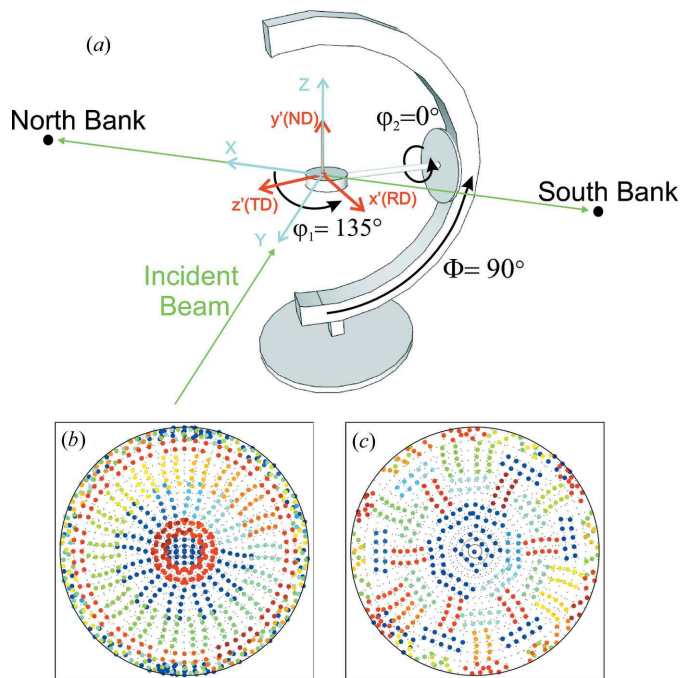 (a)
Z
North Bank
y'(ND)
φ₂= 0°
X
South Bank
z'(TD)
x'(RD)
Y
φ₁= 135°
Φ= 90°
Incident
Beam
(b)
(c)